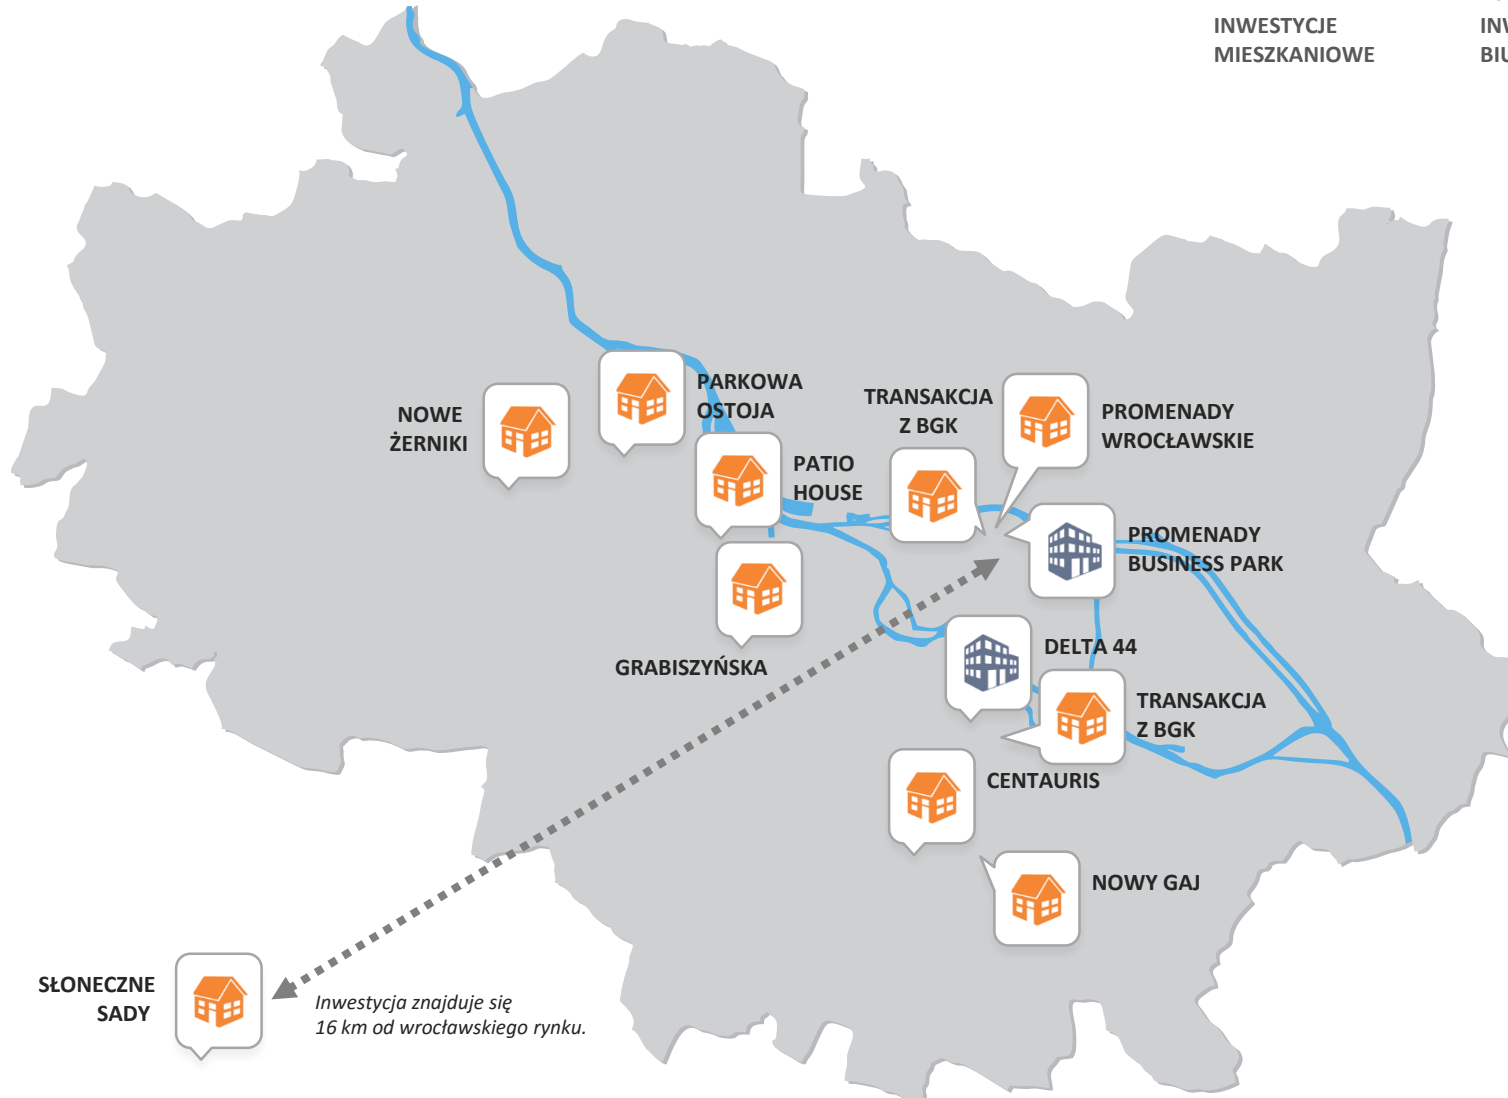 INWESTYCJE
MIESZKANIOWE
NOWE
ŻERNIKI
PARKOWA
OSTOJA
PATIO
HOUSE
TRANSAKCJA
Z BGK
PROMENADY
WROCŁAWSKIE
PROMENADY
BUSINESS PARK
GRABISZYŃSKA
DELTA 44
TRANSAKCJA
Z BGK
CENTAURIS
NOWY GAJ
SŁONECZNE
SADY
Inwestycja znajduje się
16 km od wrocławskiego rynku.